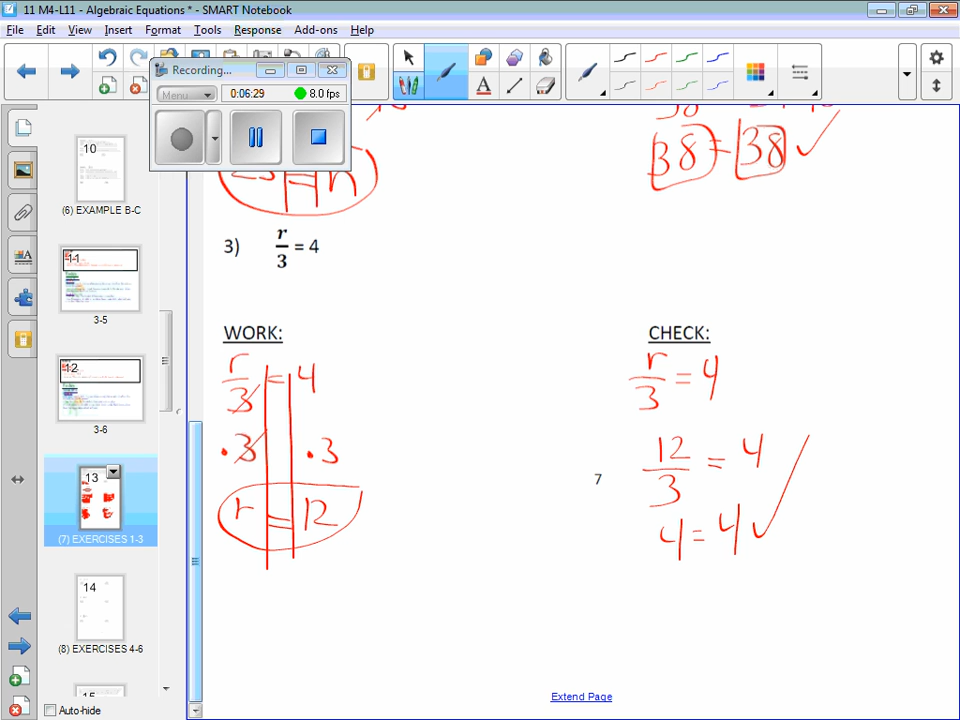 11 M4-L11 - Algebraic Equations * - SMART Notebook
File Edit View Insert Format Tools Response Add-ons Help
Recording...
Menu 0:06:29 8.0 fps
10
(6) EXAMPLE B-C
11
3-5
12
3-6
13
(7) EXERCISES 1-3
14
(8) EXERCISES 4-6
Auto-hide
38 = 38 ✓
3) r/3 = 4
WORK:
r/3 = 4
·3 ·3
r = 12
CHECK:
r/3 = 4
12/3 = 4
4 = 4 ✓
7
Extend Page